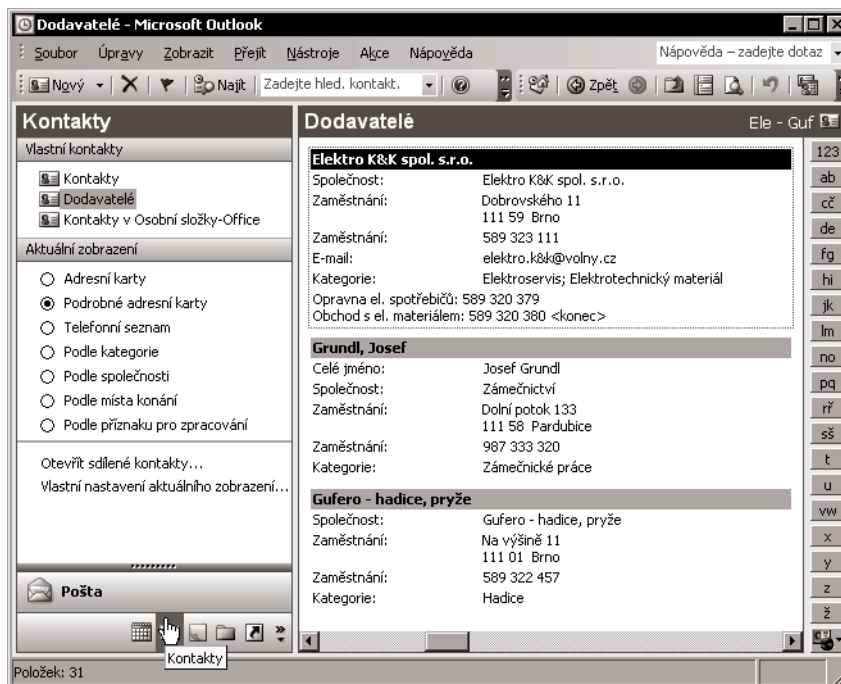 Dodavatelé - Microsoft Outlook
Soubor Úpravy Zobrazit Přejít Nástroje Akce Nápověda Nápověda – zadejte dotaz
Nový Najít Zadejte hled. kontakt. Zpět
Kontakty
Vlastní kontakty
Kontakty
Dodavatelé
Kontakty v Osobní složky-Office
Aktuální zobrazení
Adresní karty
Podrobné adresní karty
Telefonní seznam
Podle kategorie
Podle společnosti
Podle místa konání
Podle příznaku pro zpracování
Otevřít sdílené kontakty...
Vlastní nastavení aktuálního zobrazení...
Pošta
Kontakty
Dodavatelé Ele - Guf
Elektro K&K spol. s.r.o.
Společnost: Elektro K&K spol. s.r.o.
Zaměstnání: Dobrovského 11
111 59 Brno
Zaměstnání: 589 323 111
E-mail: elektro.k&k@volny.cz
Kategorie: Elektroservis; Elektrotechnický materiál
Opravna el. spotřebičů: 589 320 379
Obchod s el. materiálem: 589 320 380 <konec>
Grundl, Josef
Celé jméno: Josef Grundl
Společnost: Zámečnictví
Zaměstnání: Dolní potok 133
111 58 Pardubice
Zaměstnání: 987 333 320
Kategorie: Zámečnické práce
Gufero - hadice, pryže
Společnost: Gufero - hadice, pryže
Zaměstnání: Na výšině 11
111 01 Brno
Zaměstnání: 589 322 457
Kategorie: Hadice
123
ab
cč
de
fg
hi
jk
lm
no
pq
rř
sš
t
u
vw
x
y
z
ž
Položek: 31